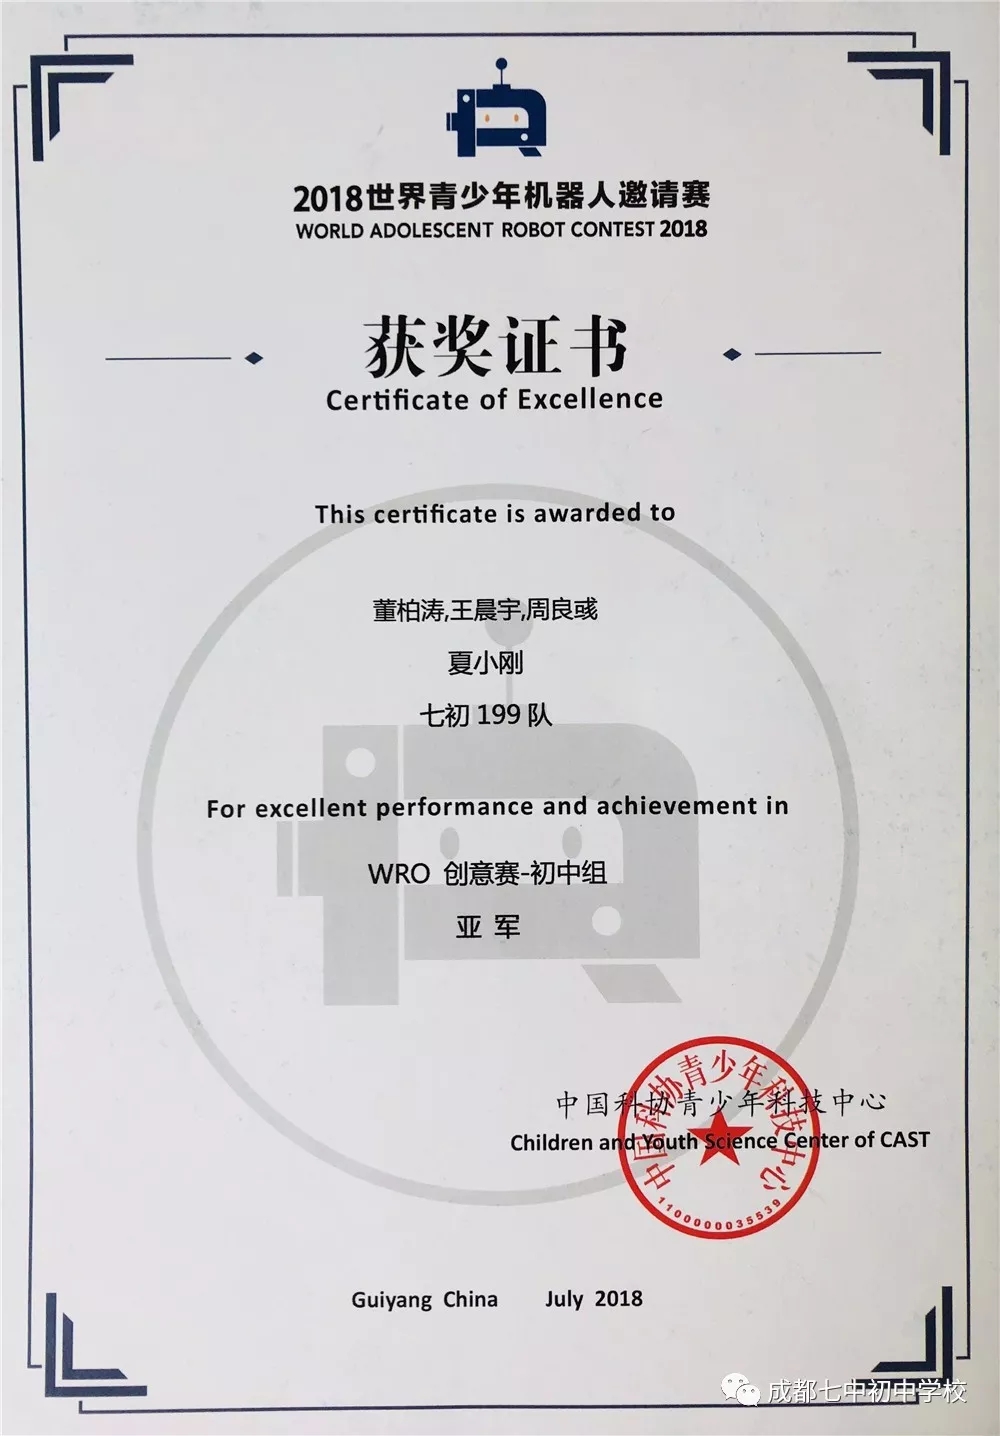 2018世界青少年机器人邀请赛
WORLD ADOLESCENT ROBOT CONTEST 2018
获奖证书
Certificate of Excellence
This certificate is awarded to
董柏涛,王晨宇,周良彧
夏小刚
七初 199 队
For excellent performance and achievement in
WRO 创意赛-初中组
亚 军
中国科协青少年科技中心
Children and Youth Science Center of CAST
中国科协青少年科技中心
1100000035539
Guiyang China July 2018
成都七中初中学校